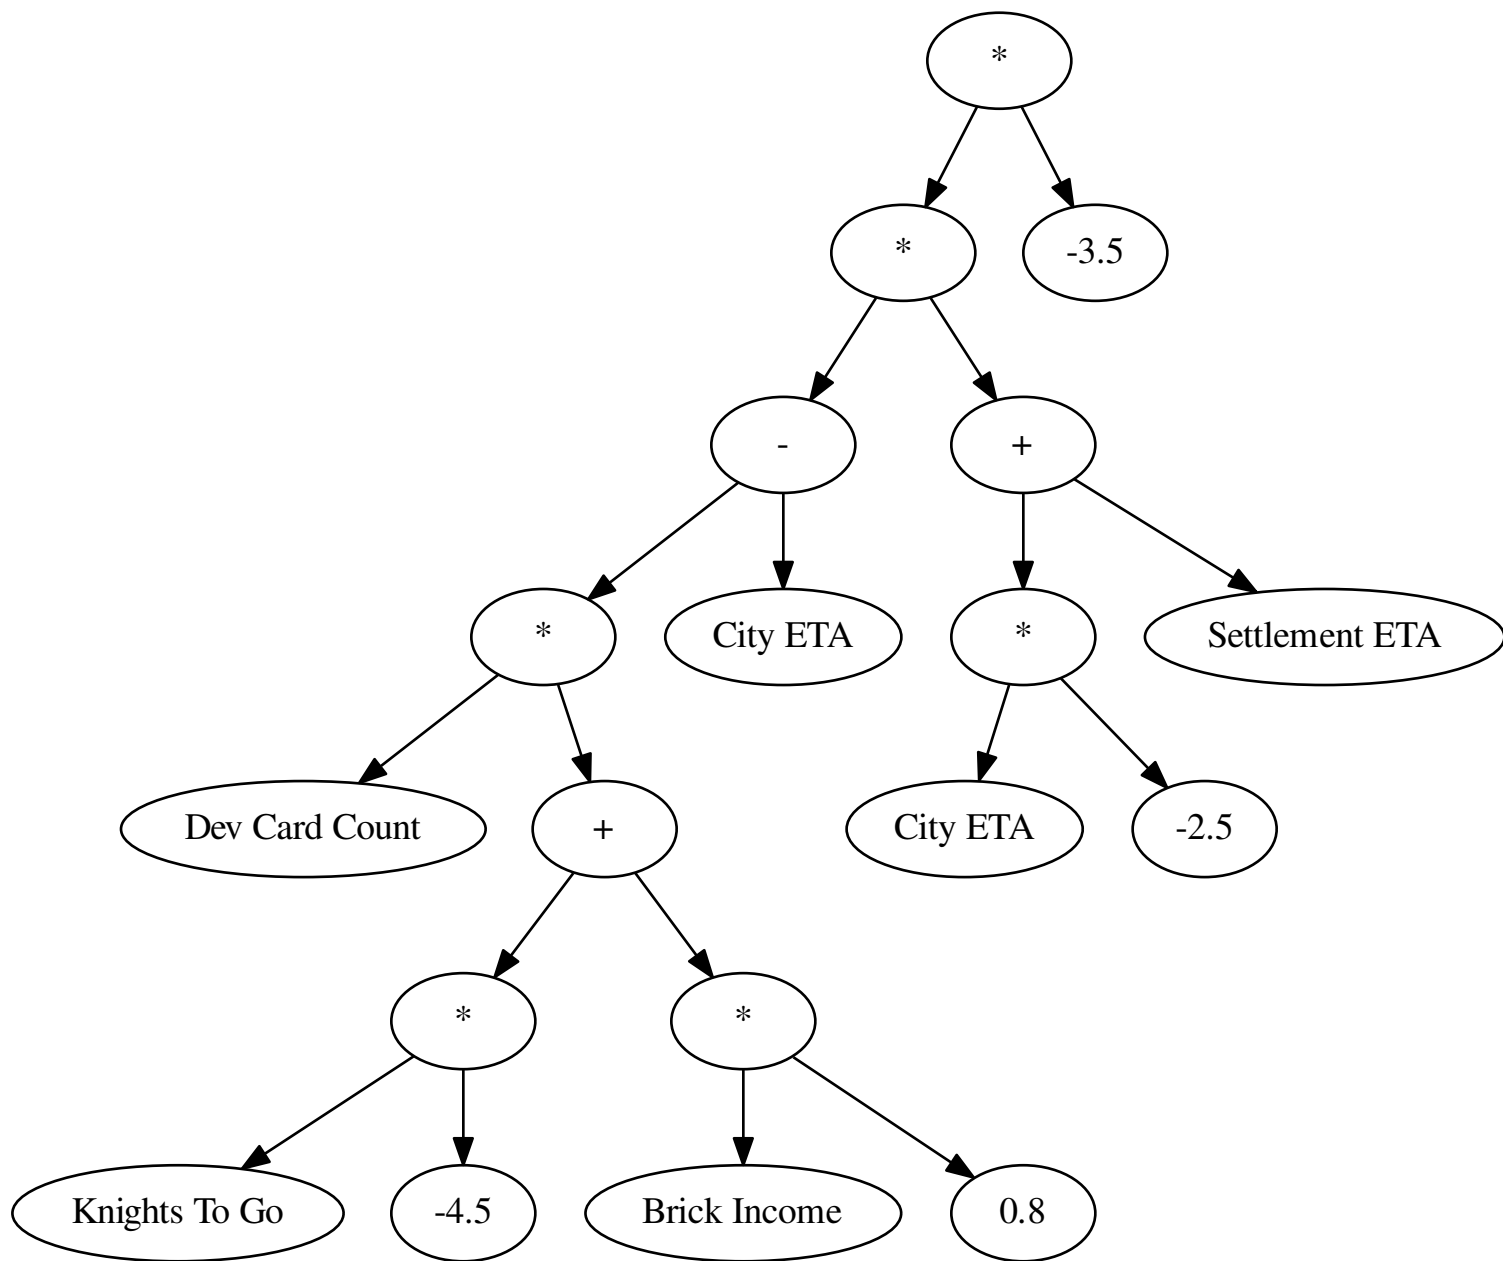 *
*
-3.5
-
+
*
City ETA
*
Settlement ETA
Dev Card Count
+
City ETA
-2.5
*
*
Knights To Go
-4.5
Brick Income
0.8